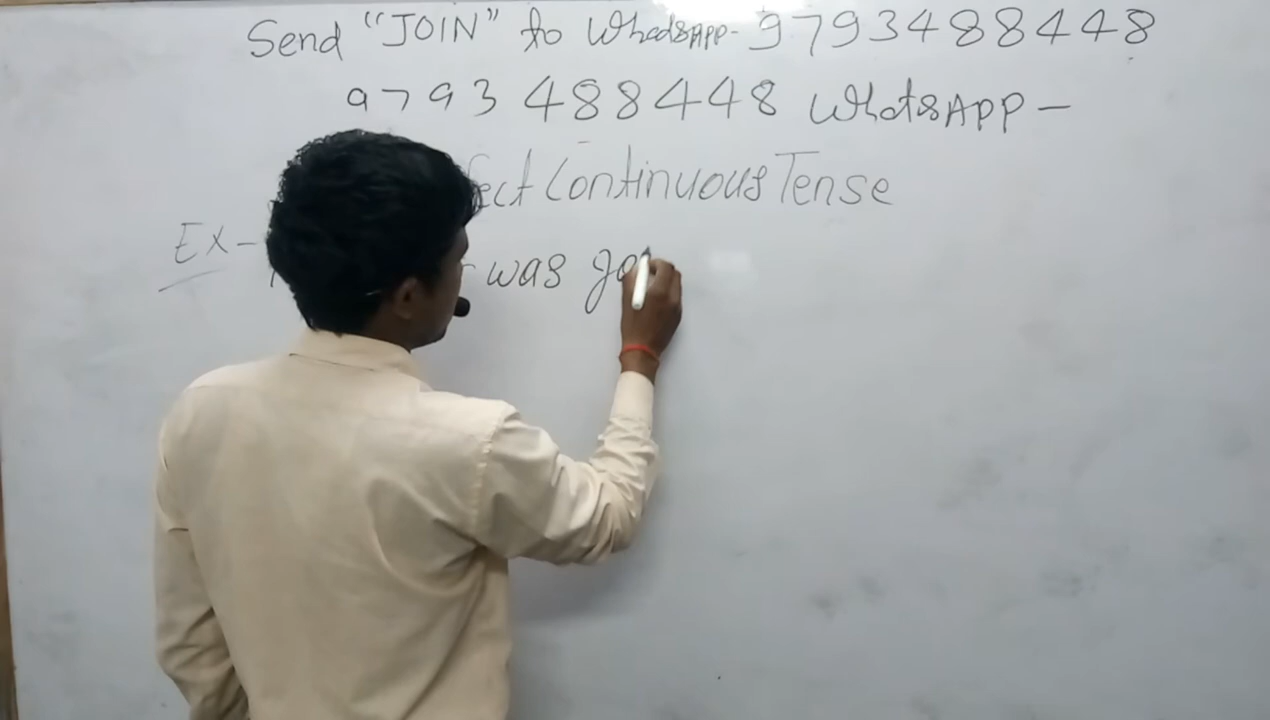 Send "JOIN" to WhatsAPP- 9793488448
9793 488448 WhatsAPP -
Continuous Tense
Ex-
was